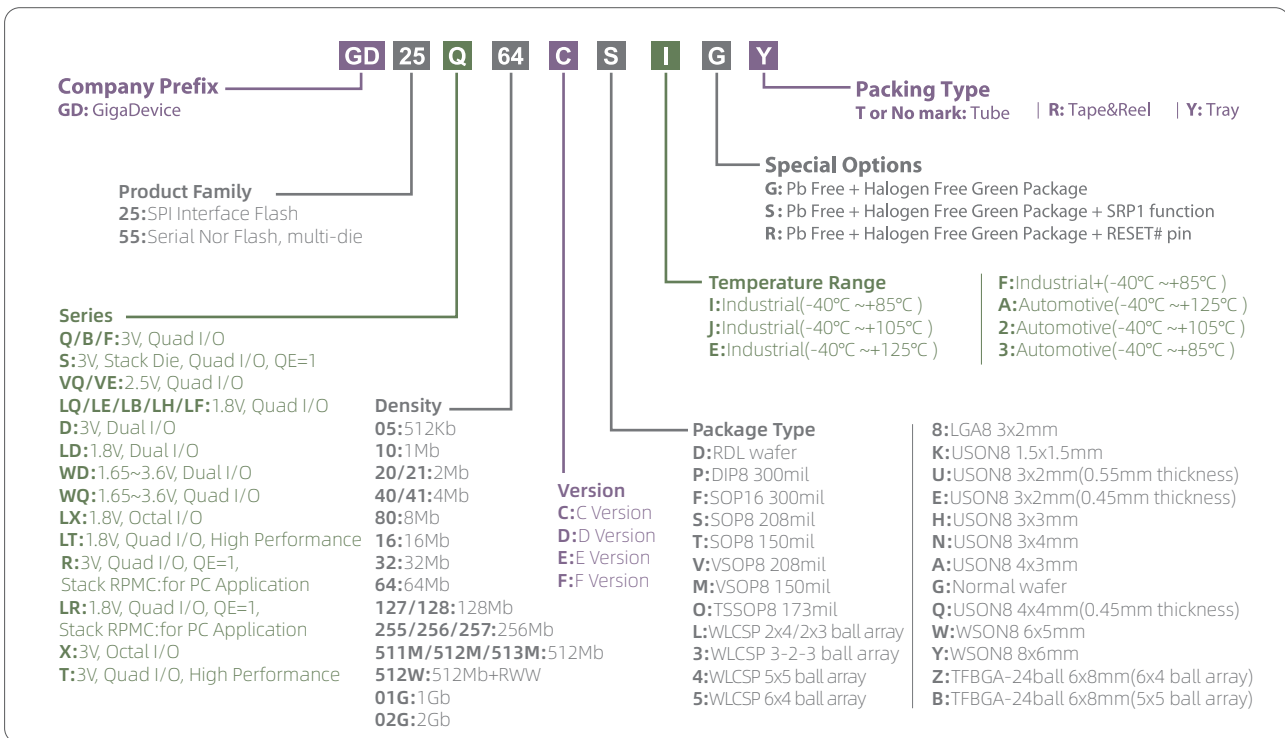 GD 25 Q 64 C S I G Y
Company Prefix
GD: GigaDevice
Packing Type
T or No mark: Tube | R: Tape&Reel | Y: Tray
Special Options
G: Pb Free + Halogen Free Green Package
S: Pb Free + Halogen Free Green Package + SRP1 function
R: Pb Free + Halogen Free Green Package + RESET# pin
Product Family
25:SPI Interface Flash
55:Serial Nor Flash, multi-die
Temperature Range
I:Industrial(-40℃ ~+85℃ )
J:Industrial(-40℃ ~+105℃ )
E:Industrial(-40℃ ~+125℃ )
F:Industrial+(-40℃ ~+85℃ )
A:Automotive(-40℃ ~+125℃ )
2:Automotive(-40℃ ~+105℃ )
3:Automotive(-40℃ ~+85℃ )
Series
Q/B/F:3V, Quad I/O
S:3V, Stack Die, Quad I/O, QE=1
VQ/VE:2.5V, Quad I/O
LQ/LE/LB/LH/LF:1.8V, Quad I/O
D:3V, Dual I/O
LD:1.8V, Dual I/O
WD:1.65~3.6V, Dual I/O
WQ:1.65~3.6V, Quad I/O
LX:1.8V, Octal I/O
LT:1.8V, Quad I/O, High Performance
R:3V, Quad I/O, QE=1,
Stack RPMC:for PC Application
LR:1.8V, Quad I/O, QE=1,
Stack RPMC:for PC Application
X:3V, Octal I/O
T:3V, Quad I/O, High Performance
Density
05:512Kb
10:1Mb
20/21:2Mb
40/41:4Mb
80:8Mb
16:16Mb
32:32Mb
64:64Mb
127/128:128Mb
255/256/257:256Mb
511M/512M/513M:512Mb
512W:512Mb+RWW
01G:1Gb
02G:2Gb
Version
C:C Version
D:D Version
E:E Version
F:F Version
Package Type
D:RDL wafer
P:DIP8 300mil
F:SOP16 300mil
S:SOP8 208mil
T:SOP8 150mil
V:VSOP8 208mil
M:VSOP8 150mil
O:TSSOP8 173mil
L:WLCSP 2x4/2x3 ball array
3:WLCSP 3-2-3 ball array
4:WLCSP 5x5 ball array
5:WLCSP 6x4 ball array
8:LGA8 3x2mm
K:USON8 1.5x1.5mm
U:USON8 3x2mm(0.55mm thickness)
E:USON8 3x2mm(0.45mm thickness)
H:USON8 3x3mm
N:USON8 3x4mm
A:USON8 4x3mm
G:Normal wafer
Q:USON8 4x4mm(0.45mm thickness)
W:WSON8 6x5mm
Y:WSON8 8x6mm
Z:TFBGA-24ball 6x8mm(6x4 ball array)
B:TFBGA-24ball 6x8mm(5x5 ball array)